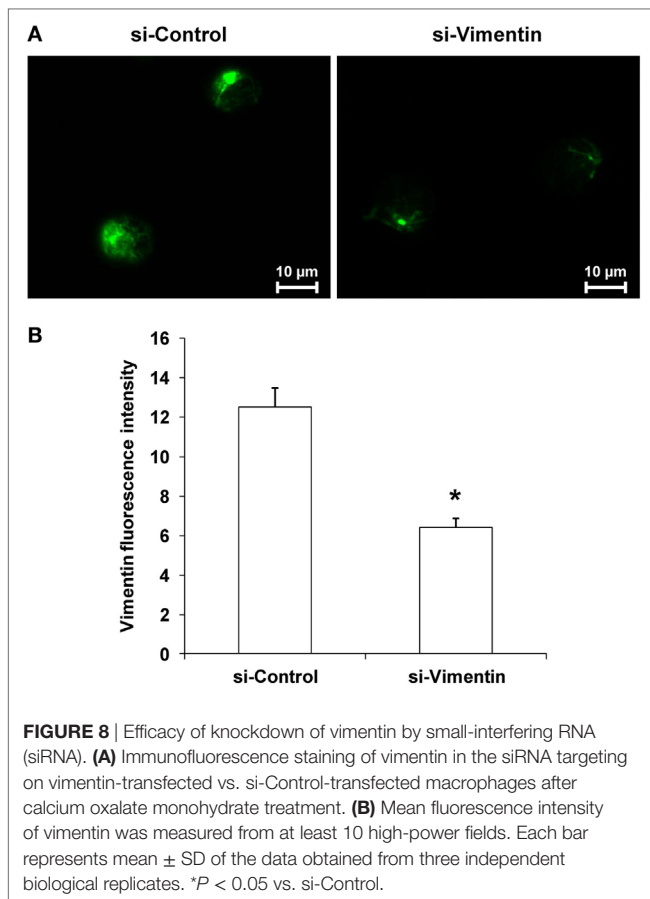 A
si-Control
si-Vimentin
10 µm
10 µm
B
Vimentin fluorescence intensity
16
14
12
10
8
6
4
2
0
*
si-Control
si-Vimentin
FIGURE 8 | Efficacy of knockdown of vimentin by small-interfering RNA
(siRNA). (A) Immunofluorescence staining of vimentin in the siRNA targeting
on vimentin-transfected vs. si-Control-transfected macrophages after
calcium oxalate monohydrate treatment. (B) Mean fluorescence intensity
of vimentin was measured from at least 10 high-power fields. Each bar
represents mean ± SD of the data obtained from three independent
biological replicates. *P < 0.05 vs. si-Control.